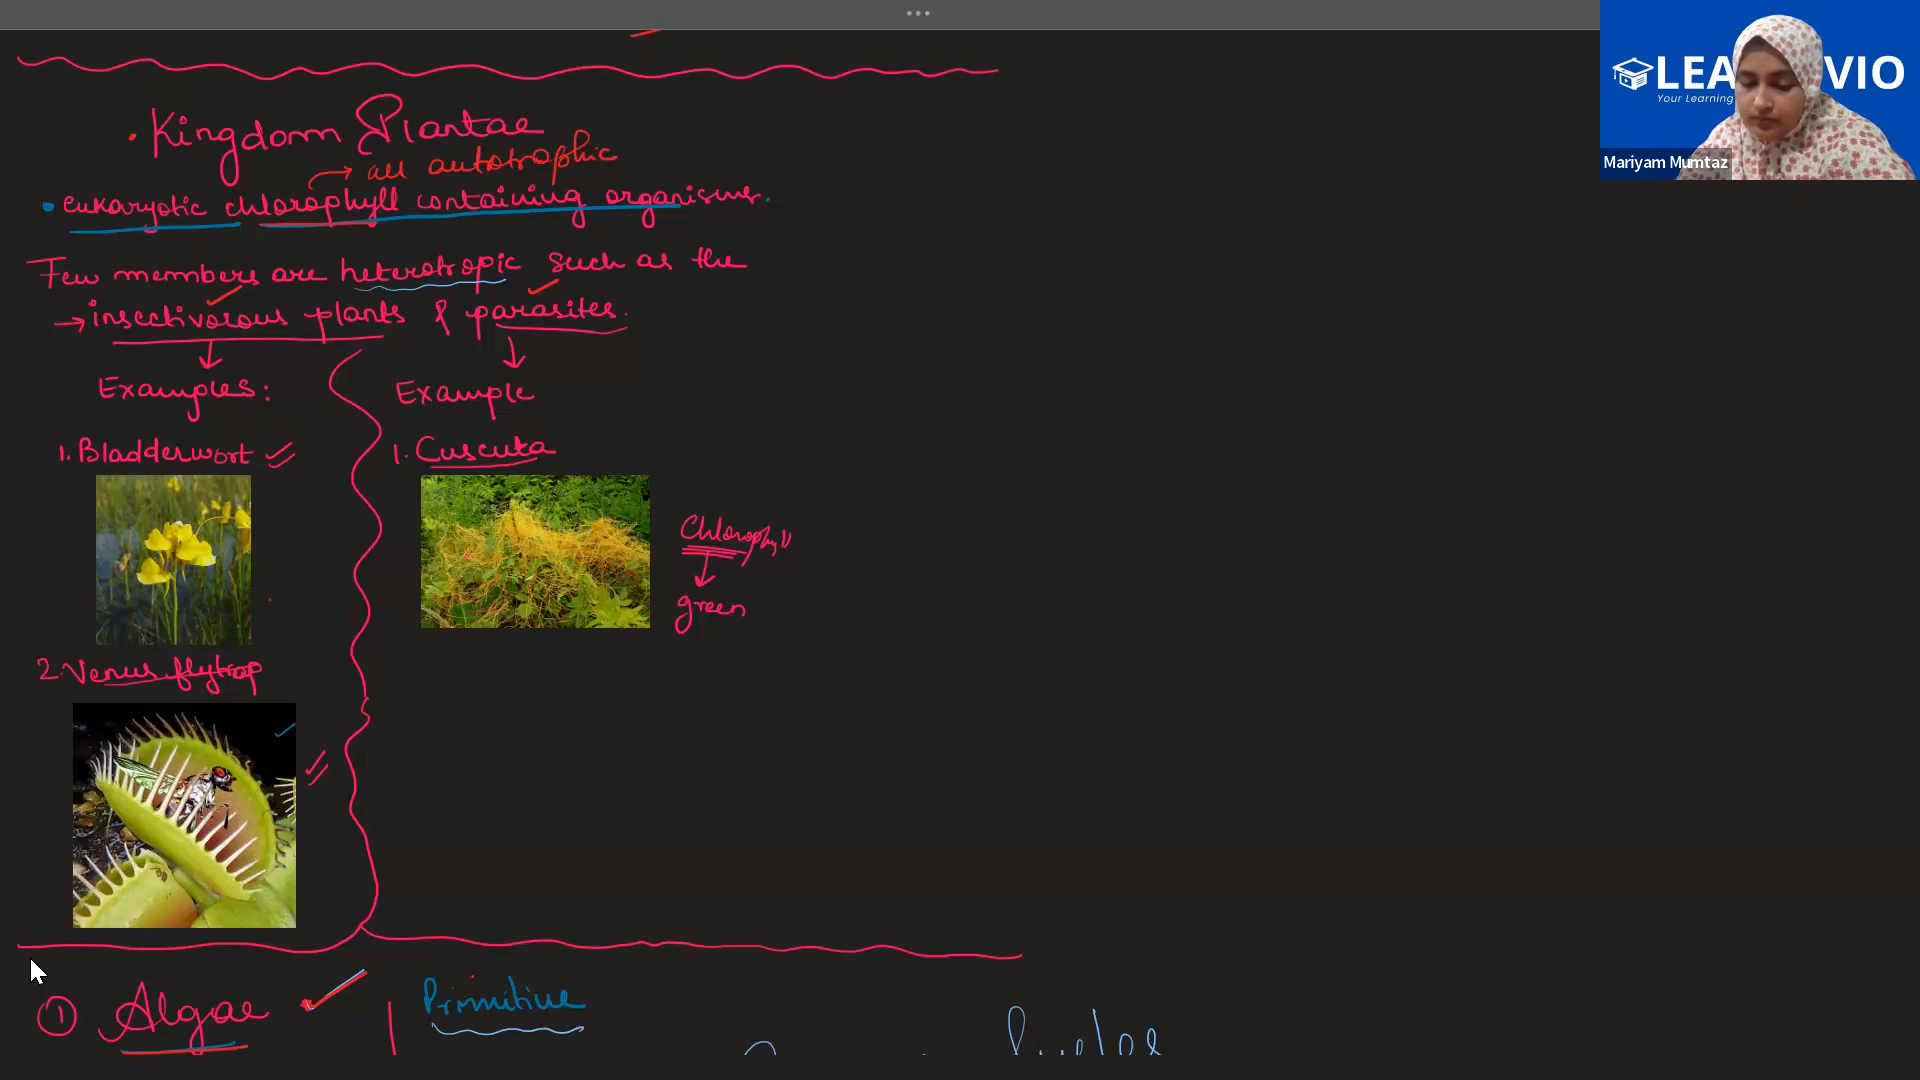 LEA VIO
Your Learning
Mariyam Mumtaz
• Kingdom Plantae
→ all autotrophic
• eukaryotic chlorophyll containing organisms.
Few members are heterotropic such as the
→ insectivorous plants & parasites.
Examples:
Example
1. Bladderwort
1. Cuscuta
Chlorophyll
green
2. Venus flytrap
① Algae
Primitive